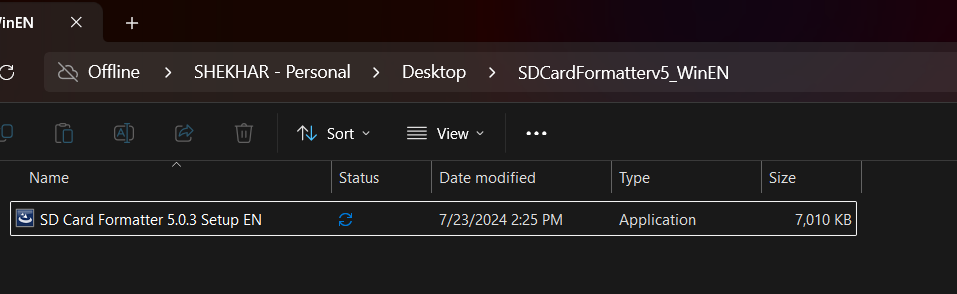 WinEN
Offline SHEKHAR - Personal Desktop SDCardFormatterv5_WinEN
Sort View
Name Status Date modified Type Size
SD Card Formatter 5.0.3 Setup EN 7/23/2024 2:25 PM Application 7,010 KB